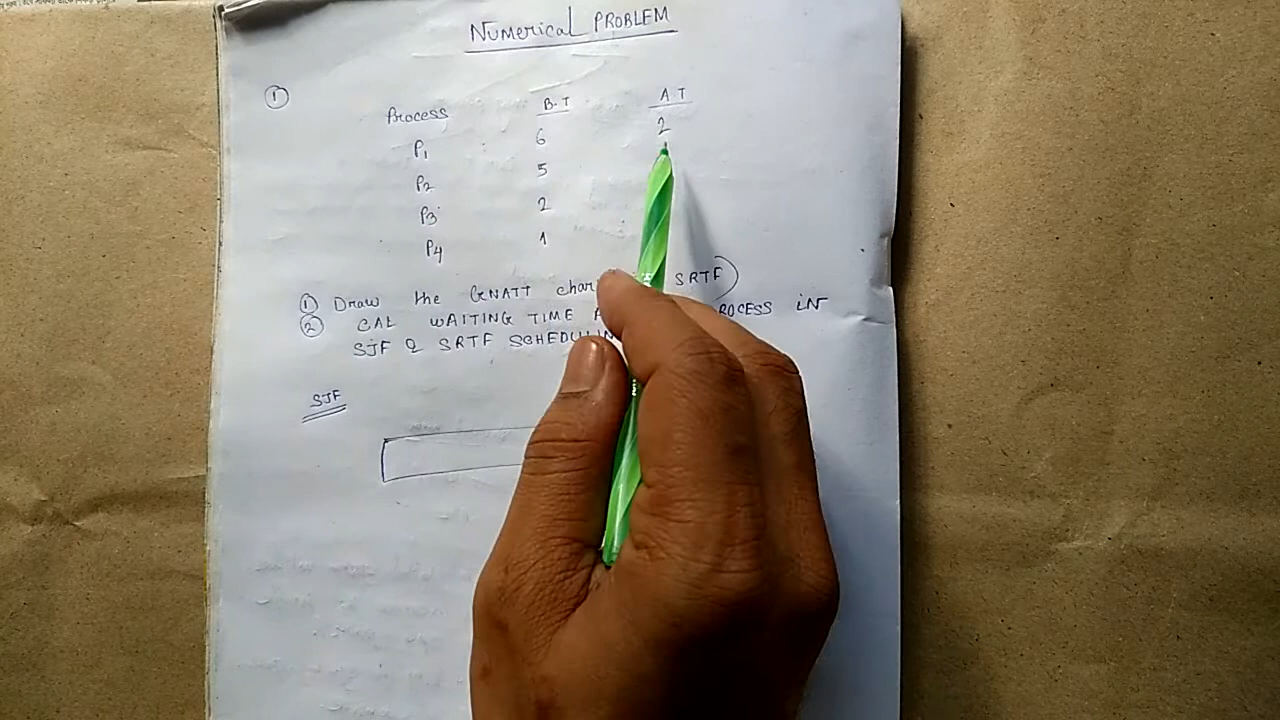 Numerical PROBLEM
①
Process B.T A.T
P1 6 2
P2 5
P3 2
P4 1
① Draw the GNATT char SRTF)
② CAL WAITING TIME ROCESS iN
SJF & SRTF SCHEDULIN
SJF